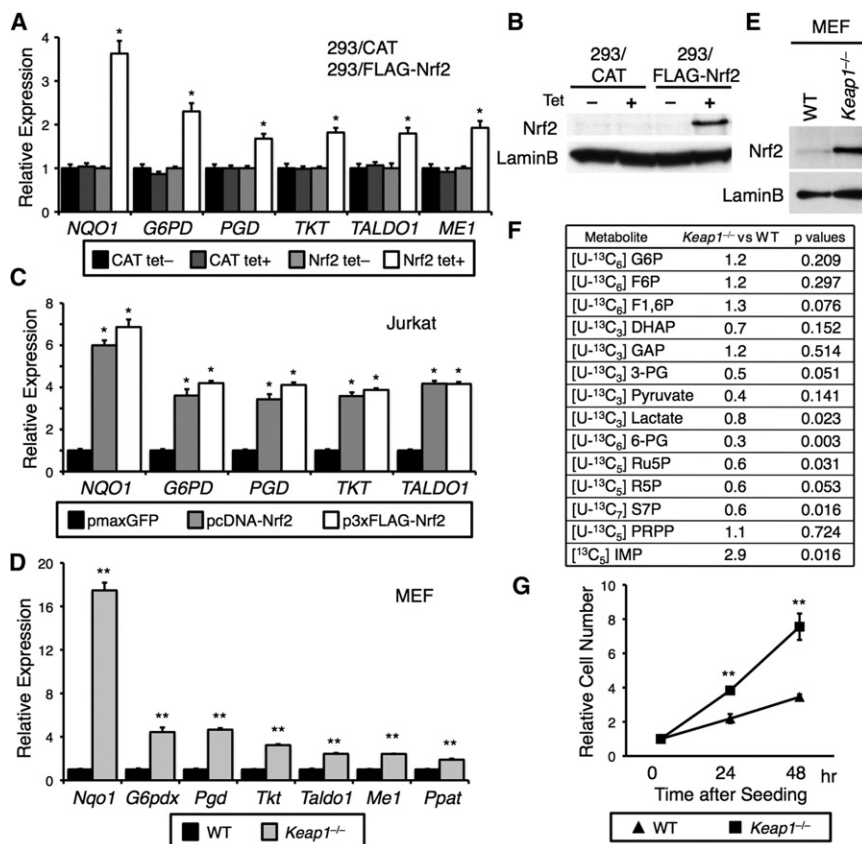 A
293/CAT
293/FLAG-Nrf2
Relative Expression
4
3
2
1
0
* * * * * *
NQO1 G6PD PGD TKT TALDO1 ME1
CAT tet– CAT tet+ Nrf2 tet– Nrf2 tet+
B
293/ 293/
CAT FLAG-Nrf2
Tet – + – +
Nrf2
LaminB
E
MEF
WT Keap1–/–
Nrf2
LaminB
C
Jurkat
Relative Expression
8
6
4
2
0
* * * * * * * * * *
NQO1 G6PD PGD TKT TALDO1
pmaxGFP pcDNA-Nrf2 p3xFLAG-Nrf2
F
Metabolite Keap1–/– vs WT p values
[U-¹³C₆] G6P 1.2 0.209
[U-¹³C₆] F6P 1.2 0.297
[U-¹³C₆] F1,6P 1.3 0.076
[U-¹³C₃] DHAP 0.7 0.152
[U-¹³C₃] GAP 1.2 0.514
[U-¹³C₃] 3-PG 0.5 0.051
[U-¹³C₃] Pyruvate 0.4 0.141
[U-¹³C₃] Lactate 0.8 0.023
[U-¹³C₆] 6-PG 0.3 0.003
[U-¹³C₅] Ru5P 0.6 0.031
[U-¹³C₅] R5P 0.6 0.053
[U-¹³C₇] S7P 0.6 0.016
[U-¹³C₅] PRPP 1.1 0.724
[¹³C₅] IMP 2.9 0.016
D
MEF
Relative Expression
20
16
12
8
4
0
** ** ** ** ** ** **
Nqo1 G6pdx Pgd Tkt Taldo1 Me1 Ppat
WT Keap1–/–
G
Relative Cell Number
10
8
6
4
2
0
** **
0 24 48 hr
Time after Seeding
WT Keap1–/–